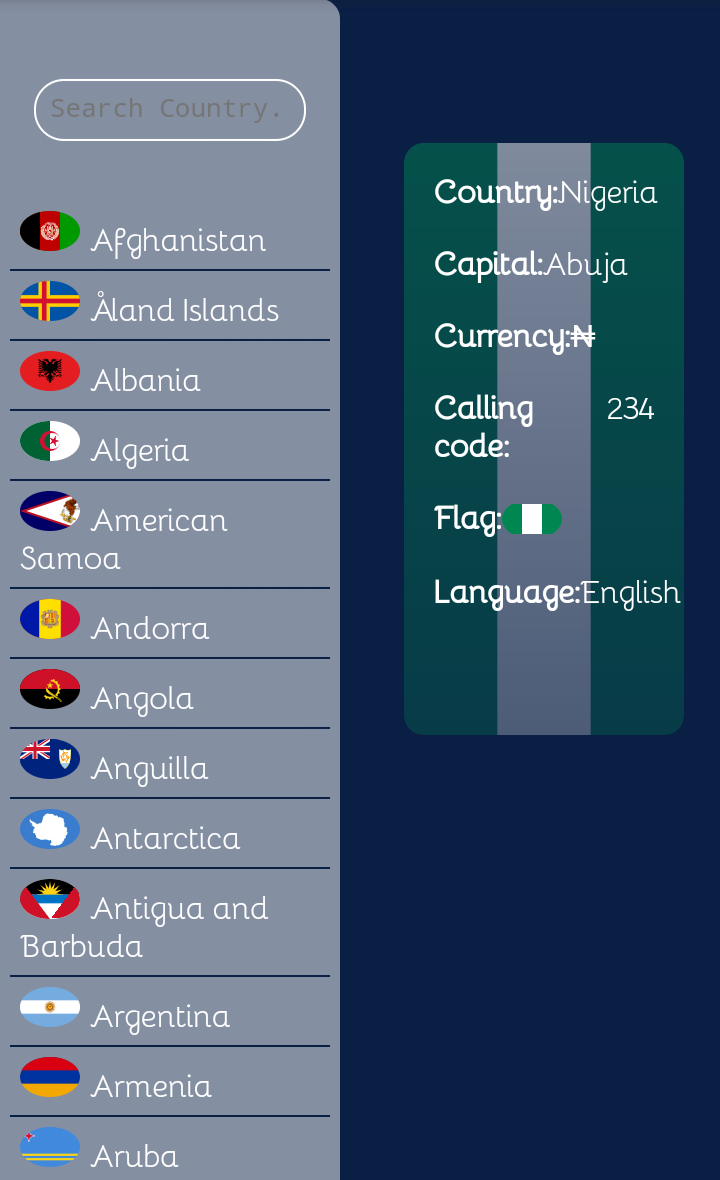 Search Country.
Afghanistan
Åland Islands
Albania
Algeria
American
Samoa
Andorra
Angola
Anguilla
Antarctica
Antigua and
Barbuda
Argentina
Armenia
Aruba
Country:Nigeria
Capital:Abuja
Currency:₦
Calling 234
code:
Flag:
Language:English